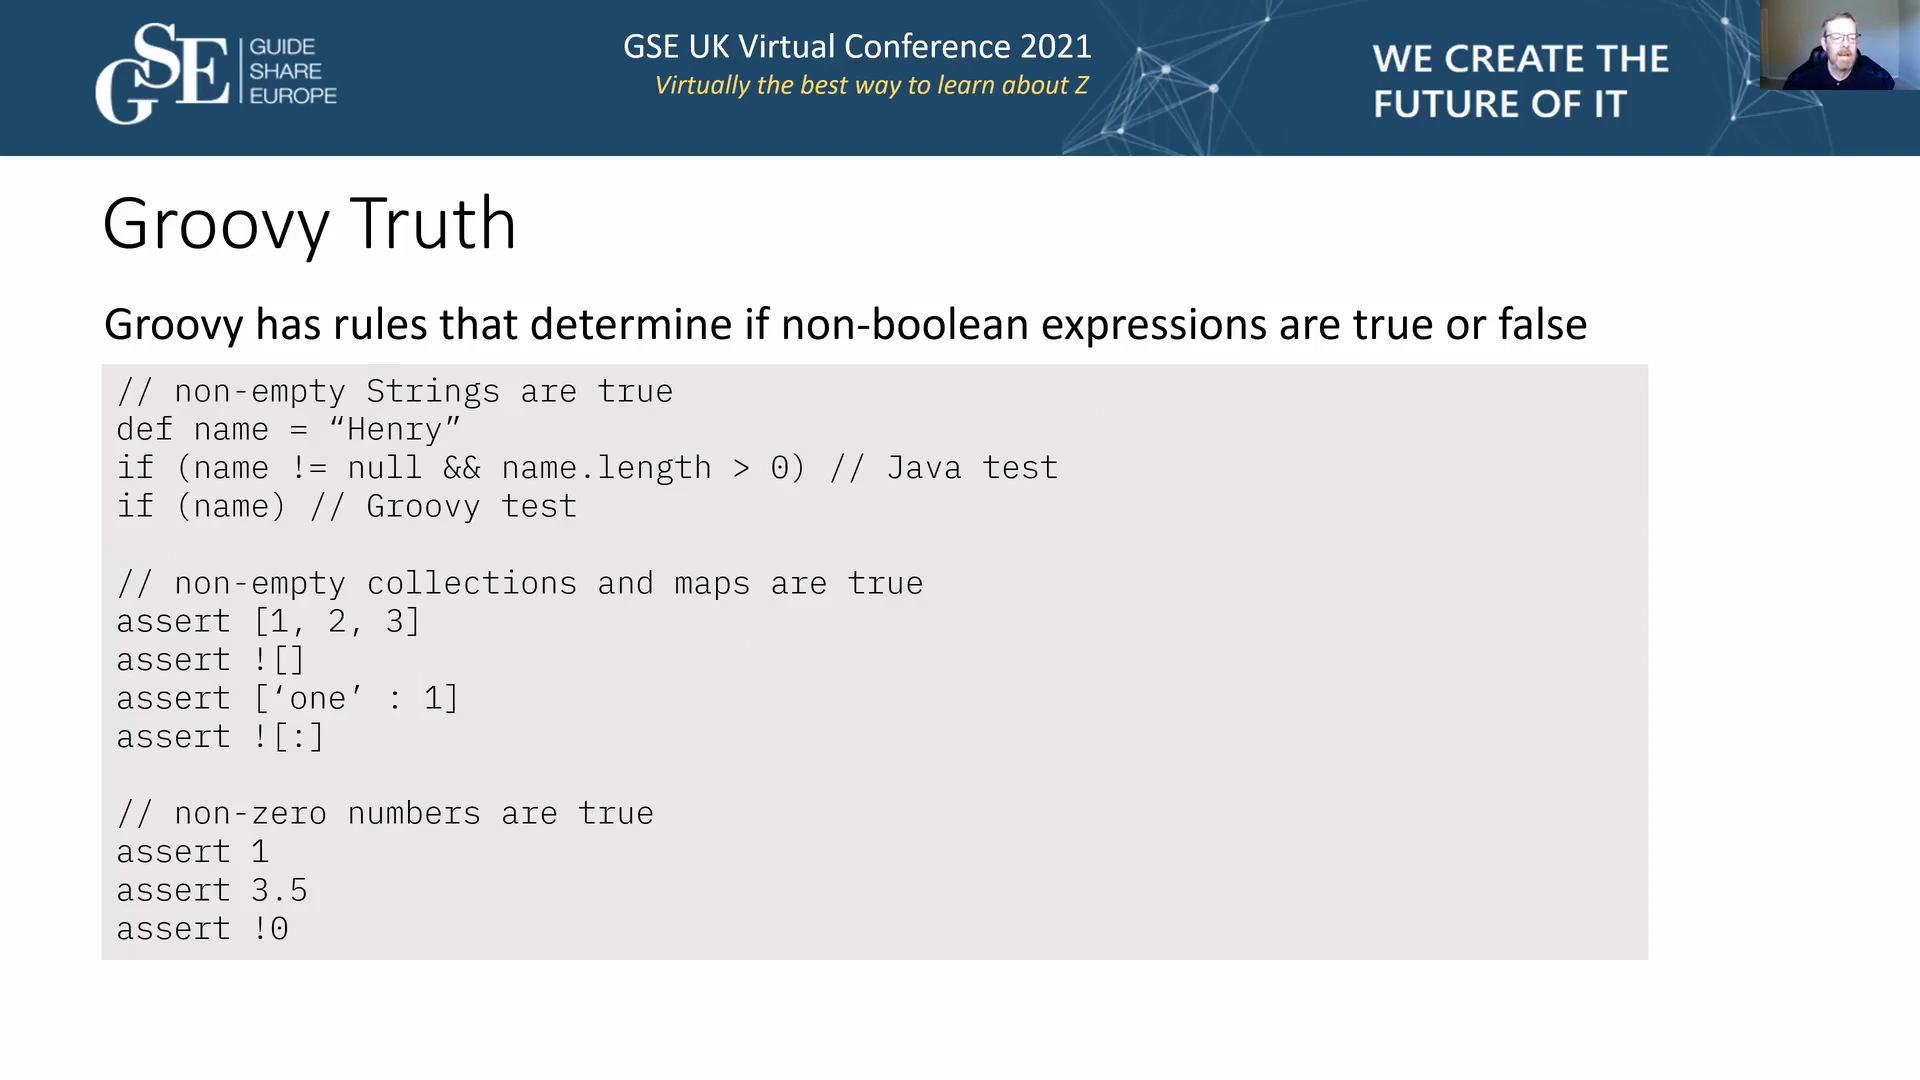 GSE
GUIDE
SHARE
EUROPE
GSE UK Virtual Conference 2021
Virtually the best way to learn about Z
WE CREATE THE
FUTURE OF IT
Groovy Truth
Groovy has rules that determine if non-boolean expressions are true or false
// non-empty Strings are true
def name = “Henry”
if (name != null && name.length > 0) // Java test
if (name) // Groovy test
// non-empty collections and maps are true
assert [1, 2, 3]
assert ![]
assert [‘one’ : 1]
assert ![:]
// non-zero numbers are true
assert 1
assert 3.5
assert !0